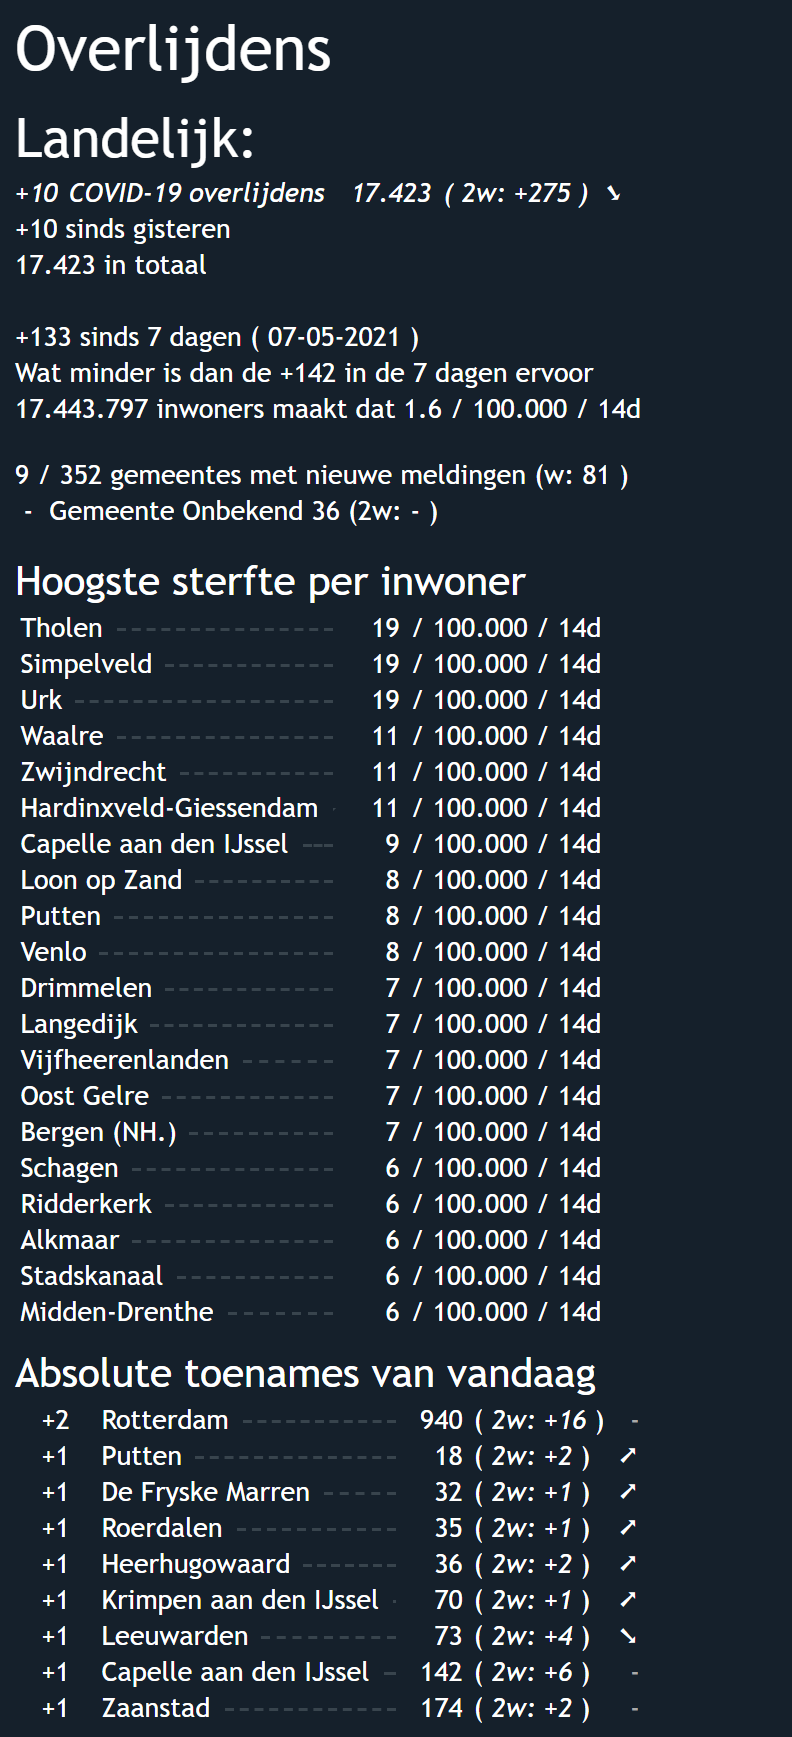 Overlijdens
Landelijk:
+10 COVID-19 overlijdens 17.423 ( 2w: +275 ) ➘
+10 sinds gisteren
17.423 in totaal
+133 sinds 7 dagen ( 07-05-2021 )
Wat minder is dan de +142 in de 7 dagen ervoor
17.443.797 inwoners maakt dat 1.6 / 100.000 / 14d
9 / 352 gemeentes met nieuwe meldingen (w: 81 )
- Gemeente Onbekend 36 (2w: - )
Hoogste sterfte per inwoner
Tholen 19 / 100.000 / 14d
Simpelveld 19 / 100.000 / 14d
Urk 19 / 100.000 / 14d
Waalre 11 / 100.000 / 14d
Zwijndrecht 11 / 100.000 / 14d
Hardinxveld-Giessendam 11 / 100.000 / 14d
Capelle aan den IJssel 9 / 100.000 / 14d
Loon op Zand 8 / 100.000 / 14d
Putten 8 / 100.000 / 14d
Venlo 8 / 100.000 / 14d
Drimmelen 7 / 100.000 / 14d
Langedijk 7 / 100.000 / 14d
Vijfheerenlanden 7 / 100.000 / 14d
Oost Gelre 7 / 100.000 / 14d
Bergen (NH.) 7 / 100.000 / 14d
Schagen 6 / 100.000 / 14d
Ridderkerk 6 / 100.000 / 14d
Alkmaar 6 / 100.000 / 14d
Stadskanaal 6 / 100.000 / 14d
Midden-Drenthe 6 / 100.000 / 14d
Absolute toenames van vandaag
+2 Rotterdam 940 ( 2w: +16 ) -
+1 Putten 18 ( 2w: +2 ) ➚
+1 De Fryske Marren 32 ( 2w: +1 ) ➚
+1 Roerdalen 35 ( 2w: +1 ) ➚
+1 Heerhugowaard 36 ( 2w: +2 ) ➚
+1 Krimpen aan den IJssel 70 ( 2w: +1 ) ➚
+1 Leeuwarden 73 ( 2w: +4 ) ➘
+1 Capelle aan den IJssel 142 ( 2w: +6 ) -
+1 Zaanstad 174 ( 2w: +2 ) -